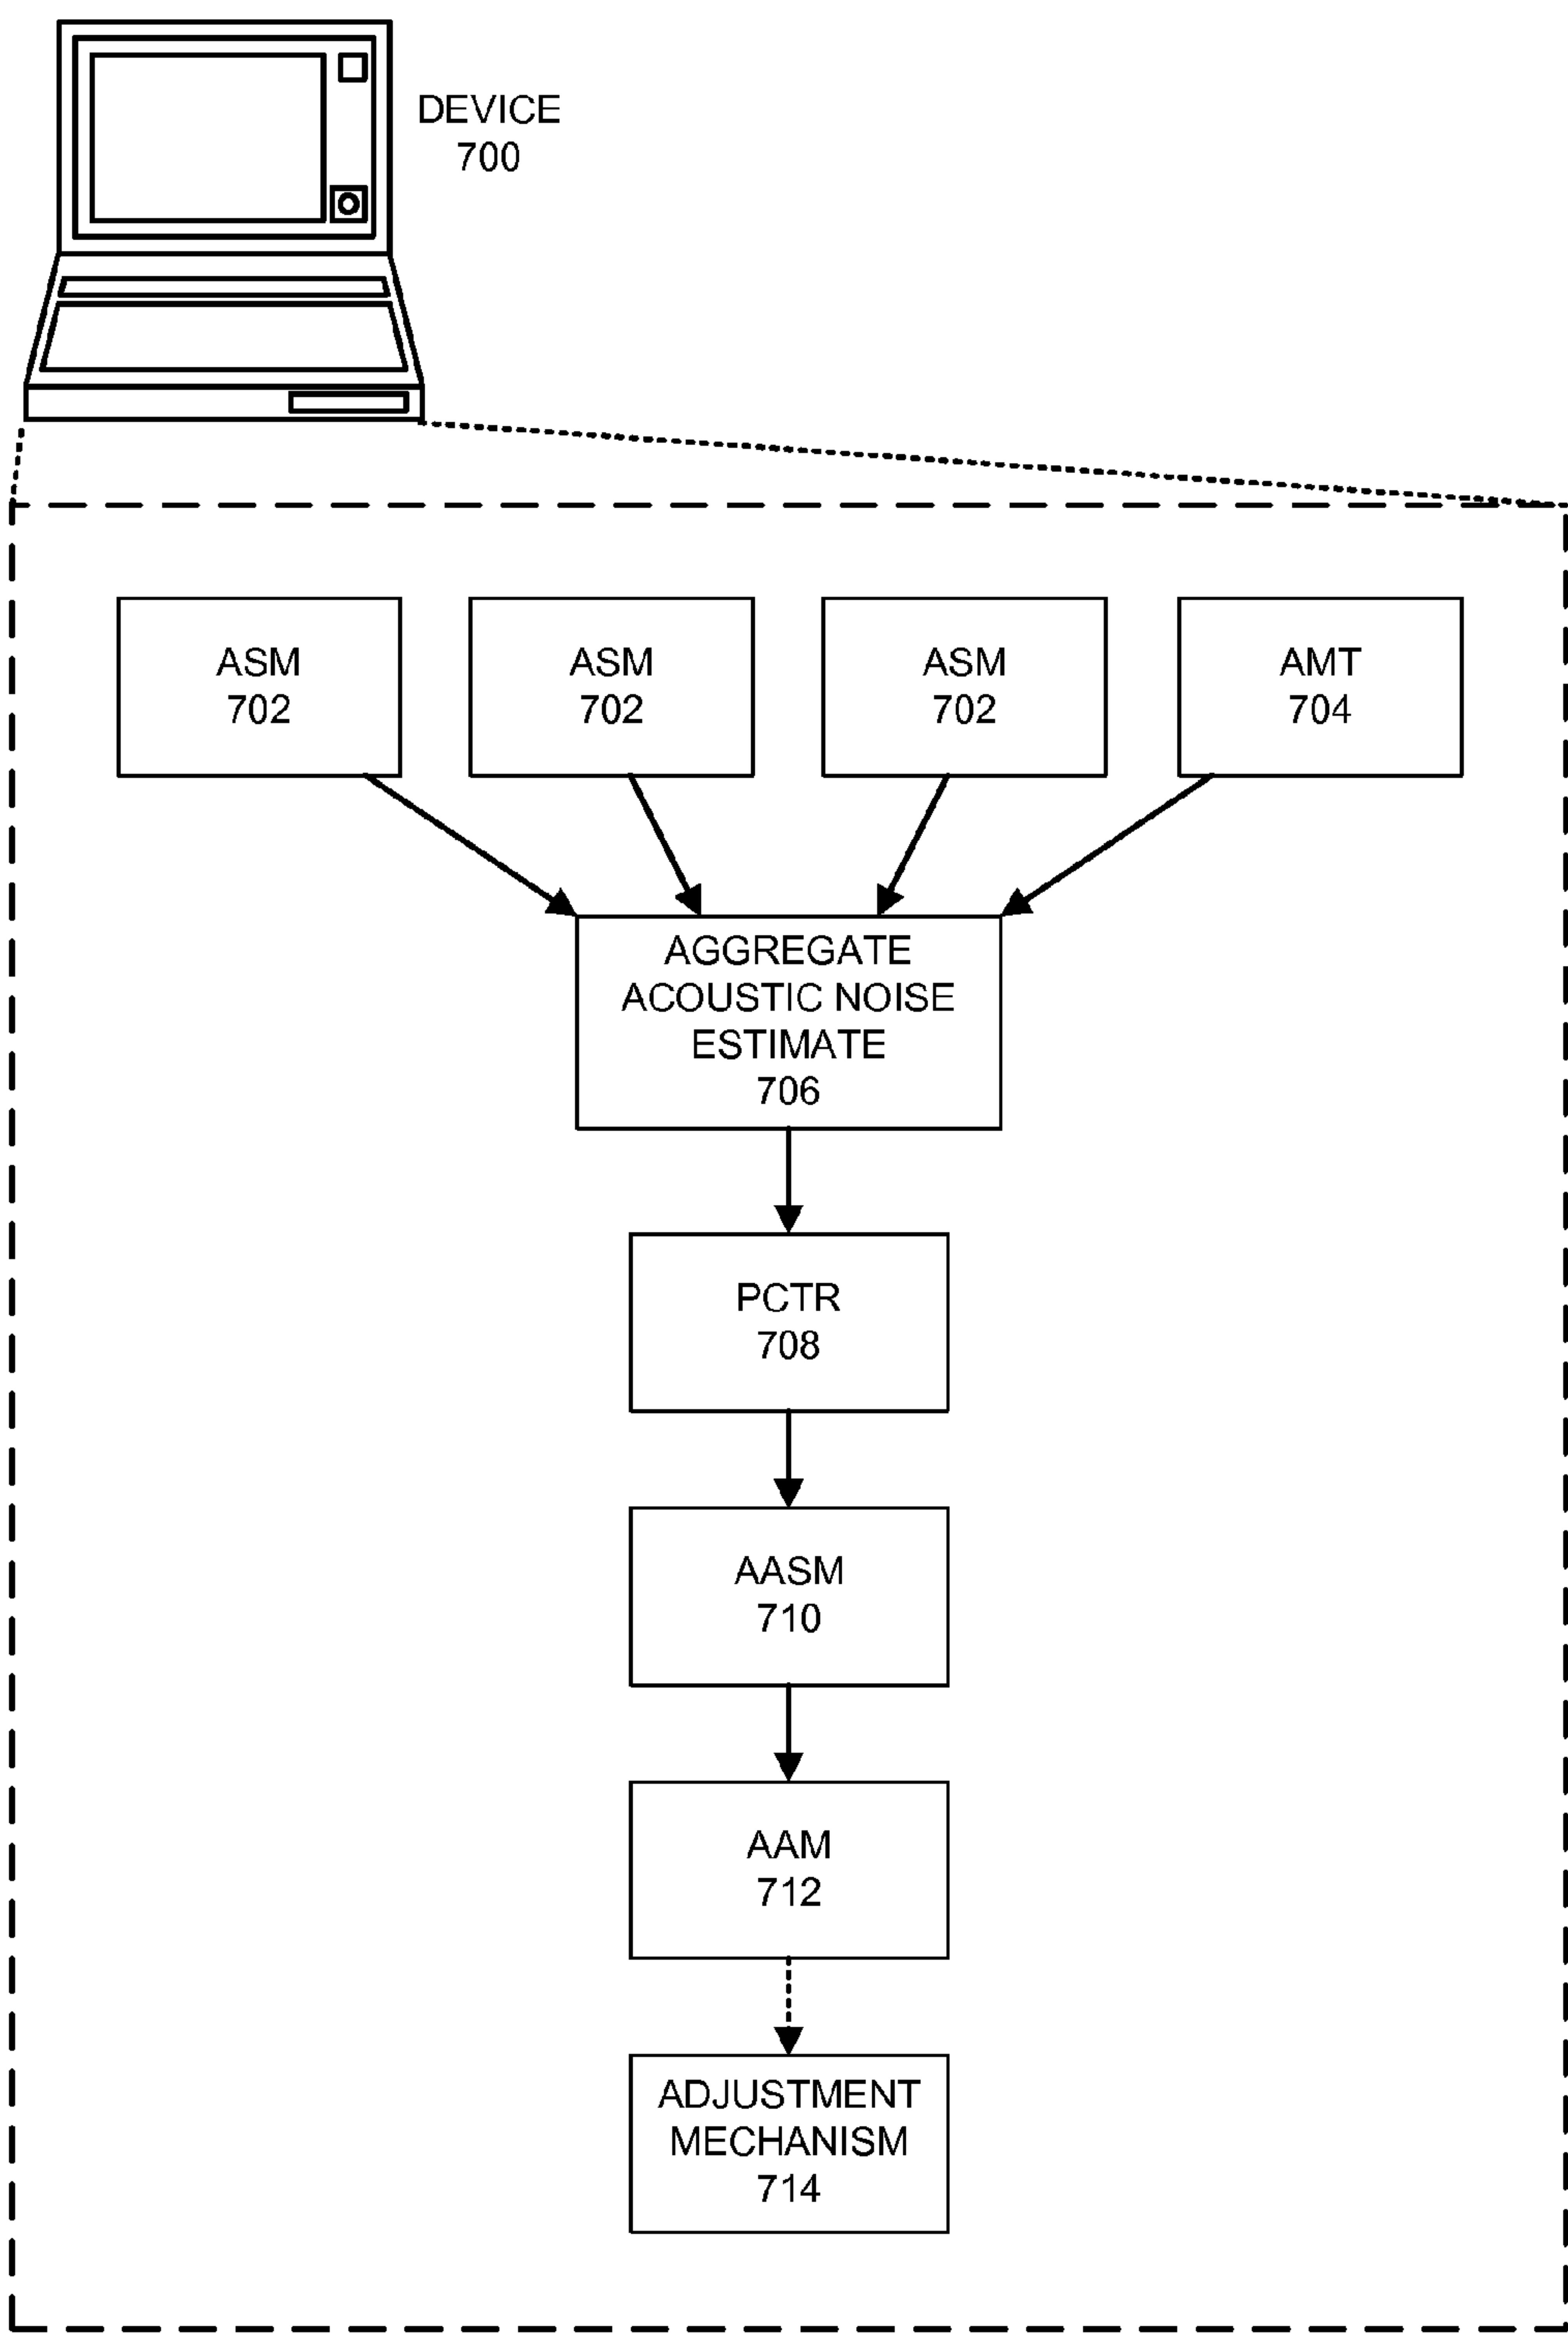 DEVICE
700
ASM
702
ASM
702
ASM
702
AMT
704
AGGREGATE
ACOUSTIC NOISE
ESTIMATE
706
PCTR
708
AASM
710
AAM
712
ADJUSTMENT
MECHANISM
714